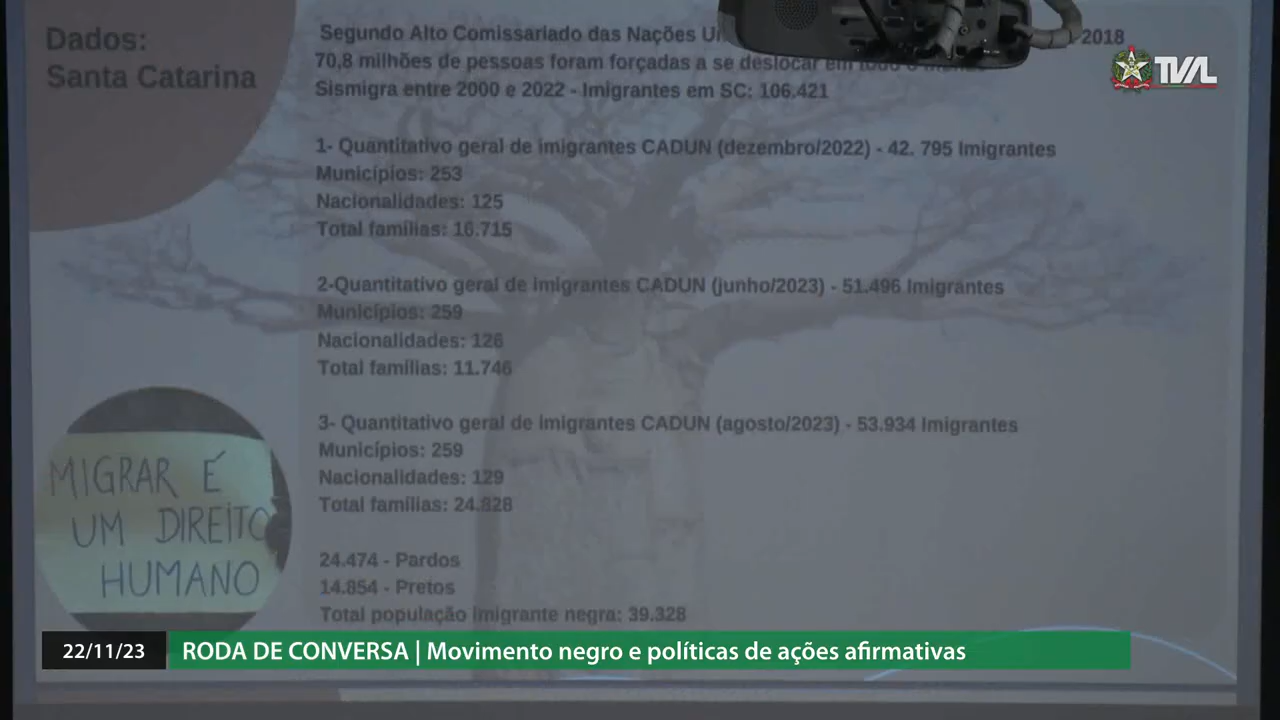 Dados:
Santa Catarina
Segundo Alto Comissariado das Nações 2018
70,8 milhões de pessoas foram forçadas a se deslocar em todo o
Sismigra entre 2000 e 2022 - Imigrantes em SC: 106.421
1- Quantitativo geral de imigrantes CADUN (dezembro/2022) - 42. 795 Imigrantes
Municípios: 253
Nacionalidades: 125
Total famílias: 16.715
2-Quantitativo geral de imigrantes CADUN (junho/2023) - 51.496 Imigrantes
Municípios: 259
Nacionalidades: 126
Total famílias: 11.746
3- Quantitativo geral de imigrantes CADUN (agosto/2023) - 53.934 Imigrantes
Municípios: 259
Nacionalidades: 129
Total famílias: 24.828
24.474 - Pardos
14.854 - Pretos
Total população imigrante negra: 39.328
MIGRAR É
UM DIREITO
HUMANO
TVAL
22/11/23
RODA DE CONVERSA | Movimento negro e políticas de ações afirmativas